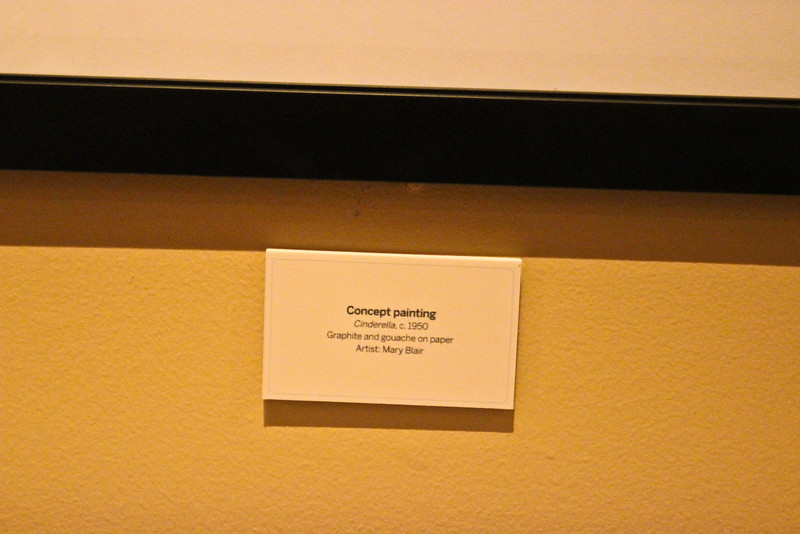 Concept painting
Cinderella, c. 1950
Graphite and gouache on paper
Artist: Mary Blair